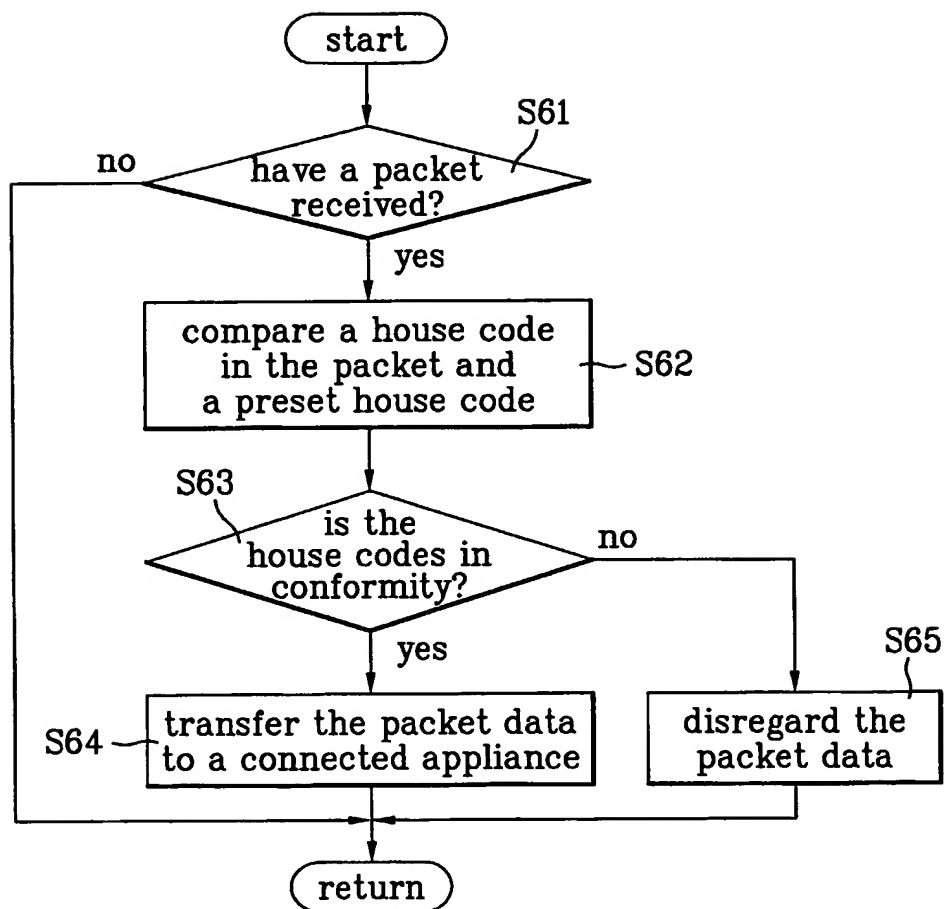 start
S61
no
have a packet
received?
yes
compare a house code
in the packet and
a preset house code
S62
S63
is the
house codes in
conformity?
no
yes
S65
S64
transfer the packet data
to a connected appliance
disregard the
packet data
return